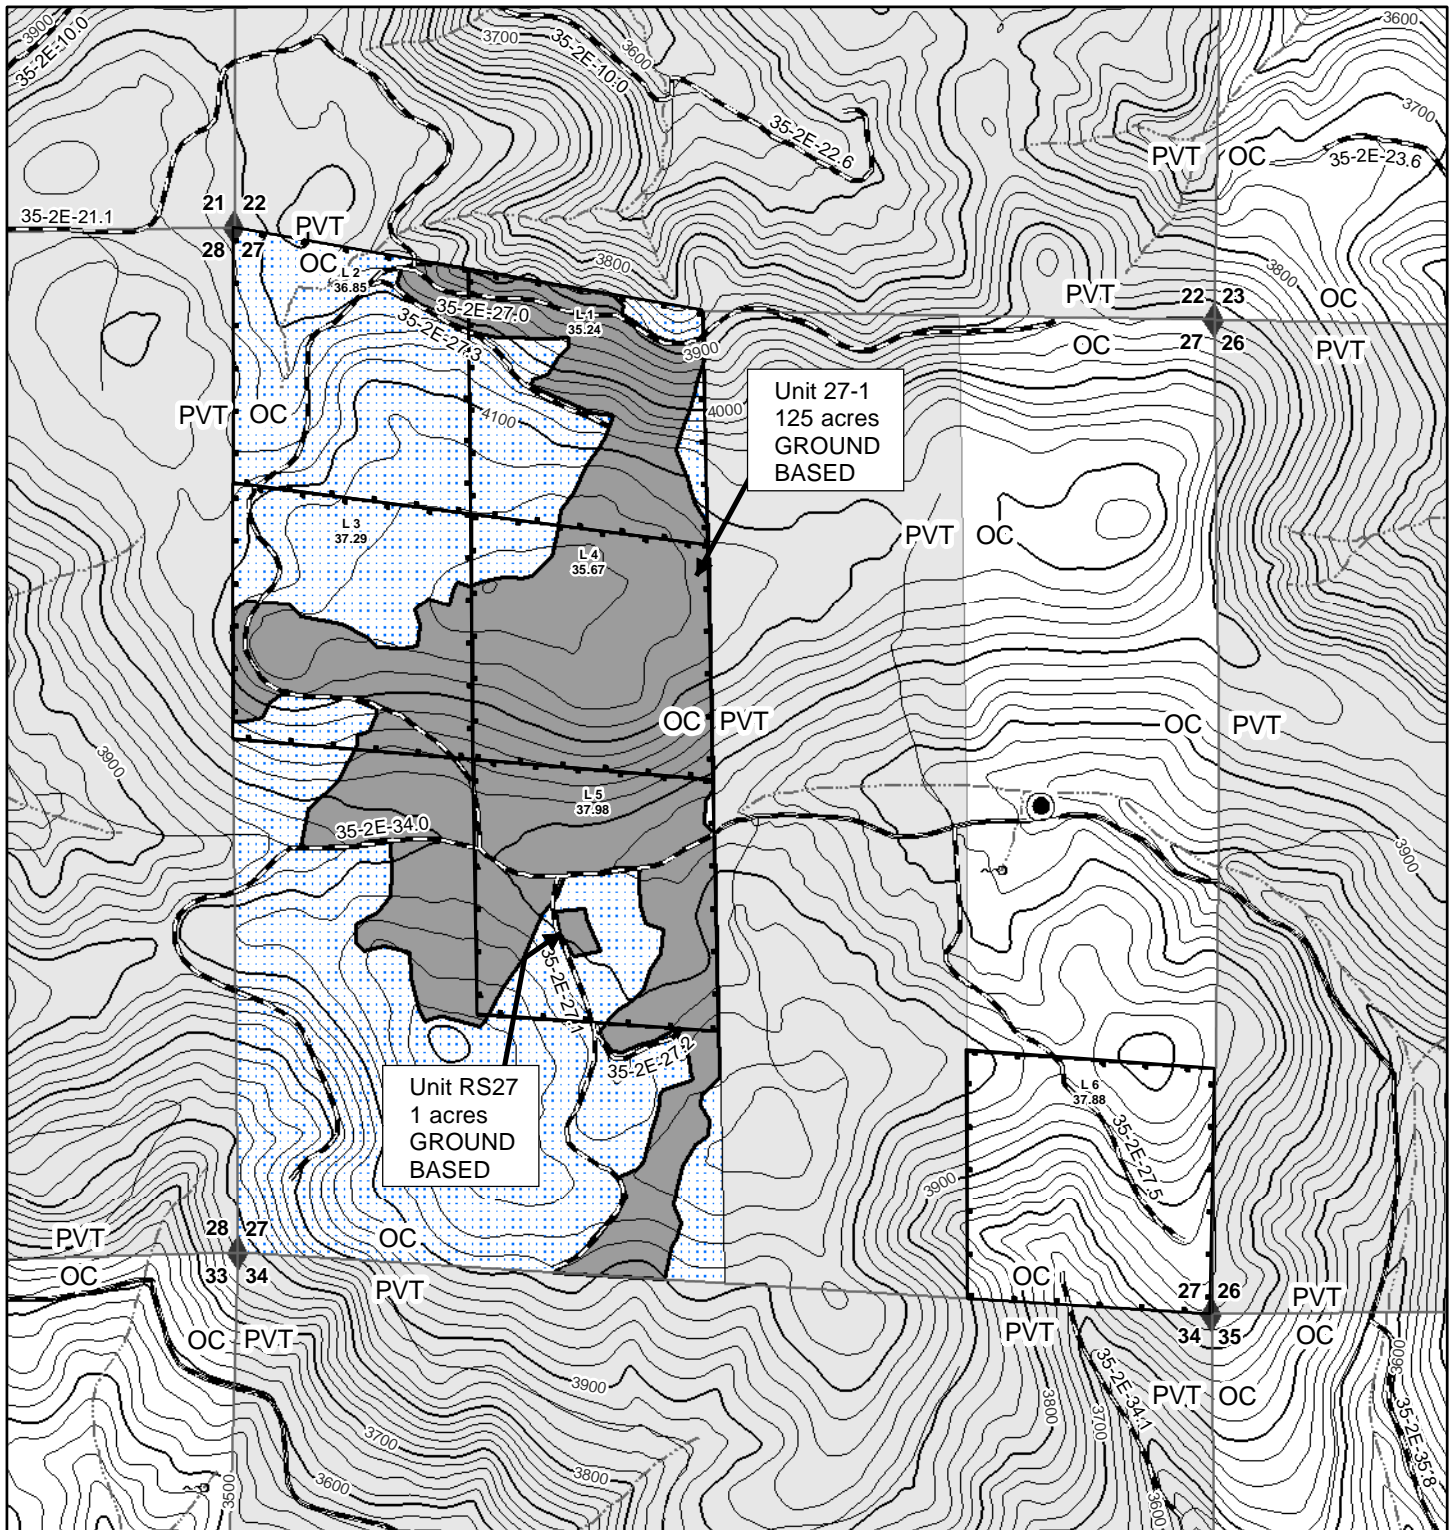 3900
35-2E-10.0
3700
35-2E-10.0
3600
3600
3700
35-2E-22.6
PVT OC
35-2E-23.6
21 22
35-2E-21.1
PVT
28 27
OC
L 2
36.85
3800
3800
PVT
22 23
OC
35-2E-27.0
L 1
35.24
35-2E-27.3
3900
OC
27 26
PVT
Unit 27-1
125 acres
GROUND
BASED
PVT OC
4100
4000
L 3
37.29
PVT OC
L 4
35.67
OC PVT
OC PVT
3900
L 5
37.98
35-2E-34.0
3900
35-2E-27.1
35-2E-27.2
Unit RS27
1 acres
GROUND
BASED
L 6
37.88
35-2E-27.5
3900
28 27
PVT
OC
33 34
OC
PVT
OC
27 26
PVT
PVT
34 35
OC
OC PVT
3600
3900
35-2E-34.1
PVT OC
3800
3700
35-2E-35.8
3700
3800
3600
3500
3600